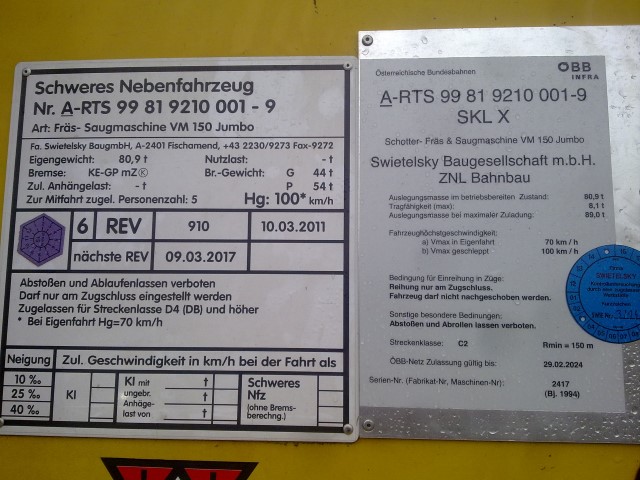 Schweres Nebenfahrzeug
Nr. A-RTS 99 81 9210 001 - 9
Art: Fräs- Saugmaschine VM 150 Jumbo
Fa. Swietelsky BaugmbH, A-2401 Fischamend, +43 2230/9273 Fax-9272
Eigengewicht: 80,9 t Nutzlast: -t
Bremse: KE-GP mZ Ⓚ Br.-Gewicht: G 44 t
Zul. Anhängelast: -t P 54 t
Zur Mitfahrt zugel. Personenzahl: 5 Hg: 100* km/h
6 REV 910 10.03.2011
nächste REV 09.03.2017
Abstoßen und Ablaufenlassen verboten
Darf nur am Zugschluss eingestellt werden
Zugelassen für Streckenlasse D4 (DB) und höher
* Bei Eigenfahrt Hg=70 km/h
Neigung Zul. Geschwindigkeit in km/h bei der Fahrt als
10 ‰
25 ‰
40 ‰
Kl
Kl mit ungebr. Anhänge- last von
t
t
t
Schweres Nfz
(ohne Brems- berechng.)
Österreichische Bundesbahnen
ÖBB
INFRA
A-RTS 99 81 9210 001-9
SKL X
Schotter- Fräs & Saugmaschine VM 150 Jumbo
Swietelsky Baugesellschaft m.b.H.
ZNL Bahnbau
Auslegungsmasse im betriebsbereiten Zustand: 80,9 t
Tragfähigkeit (max): 8,1 t
Auslegungsmasse bei maximaler Zuladung: 89,0 t
Fahrzeughöchstgeschwindigkeit:
a) Vmax in Eigenfahrt 70 km / h
b) Vmax geschleppt 100 km / h
Bedingung für Einreihung in Züge:
Reihung nur am Zugschluss.
Fahrzeug darf nicht nachgeschoben werden.
Sonstige besondere Bedingung:
Abstoßen und Abrollen lassen verboten.
Streckenklasse: C2 Rmin = 150 m
ÖBB-Netz Zulassung gültig bis: 29.02.2024
Serien-Nr. (Fabrikat-Nr, Maschinen-Nr): 2417
(Bj. 1994)
SWIETELSKY